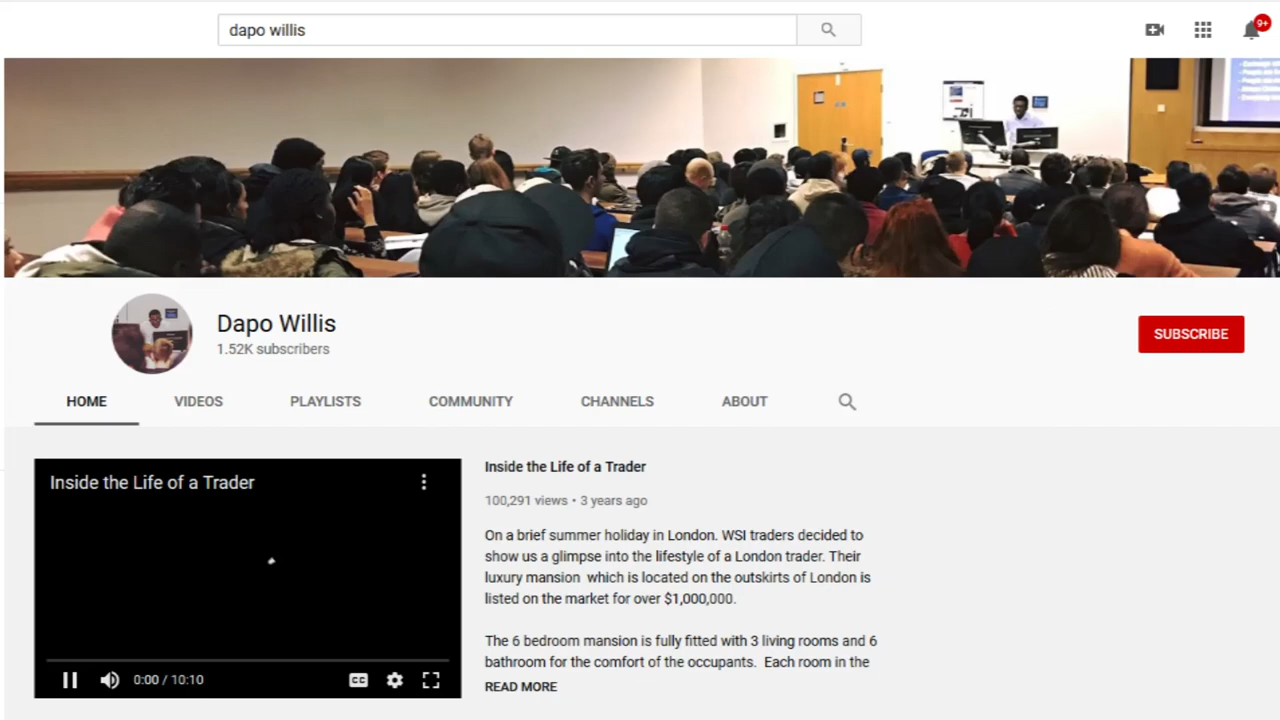 dapo willis
9+
Dapo Willis
1.52K subscribers
SUBSCRIBE
HOME VIDEOS PLAYLISTS COMMUNITY CHANNELS ABOUT
Inside the Life of a Trader
0:00 / 10:10
CC
Inside the Life of a Trader
100,291 views • 3 years ago
On a brief summer holiday in London. WSI traders decided to
show us a glimpse into the lifestyle of a London trader. Their
luxury mansion which is located on the outskirts of London is
listed on the market for over $1,000,000.
The 6 bedroom mansion is fully fitted with 3 living rooms and 6
bathroom for the comfort of the occupants. Each room in the
READ MORE